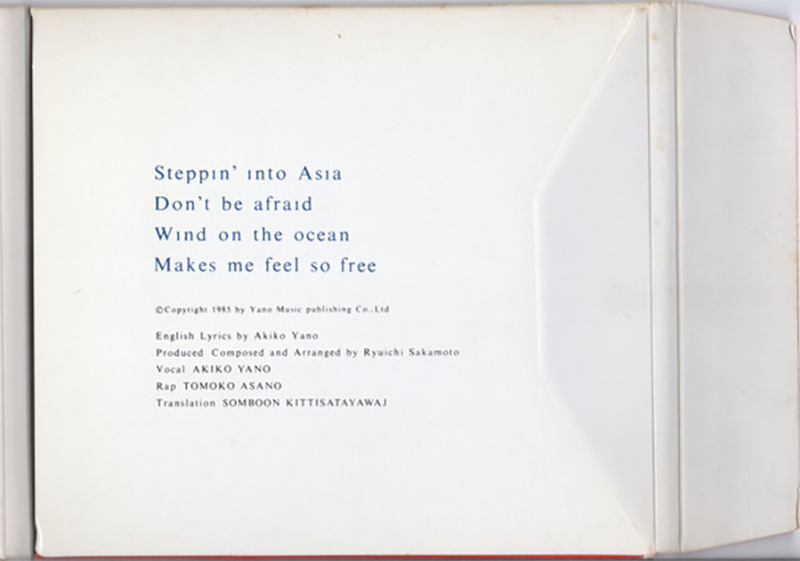 Steppin' into Asia
Don't be afraid
Wind on the ocean
Makes me feel so free
©Copyright 1985 by Yano Music publishing Co.,Ltd
English Lyrics by Akiko Yano
Produced Composed and Arranged by Ryuichi Sakamoto
Vocal AKIKO YANO
Rap TOMOKO ASANO
Translation SOMBOON KITTISATAYAWAJ